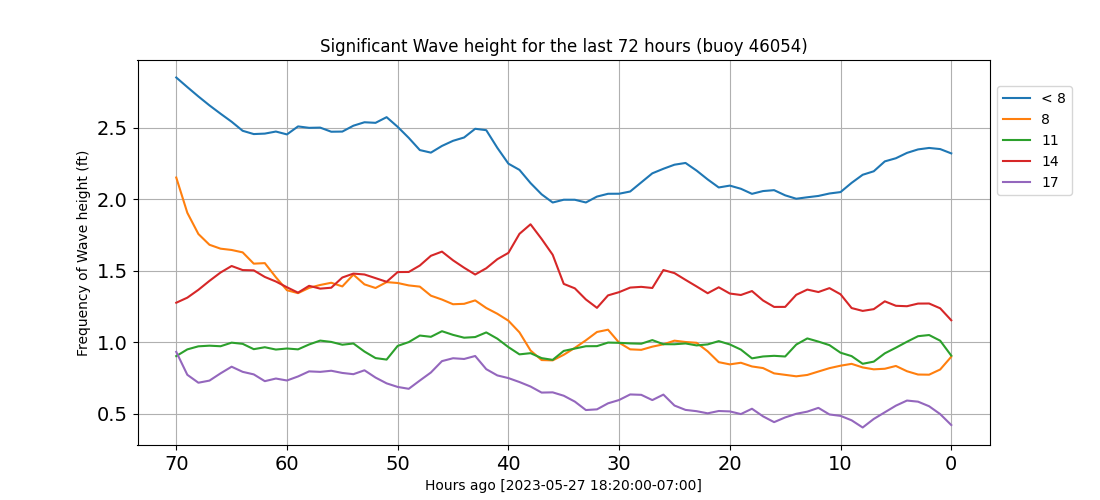 Significant Wave height for the last 72 hours (buoy 46054)
Frequency of Wave height (ft)
2.5
2.0
1.5
1.0
0.5
70 60 50 40 30 20 10 0
Hours ago [2023-05-27 18:20:00-07:00]
< 8
8
11
14
17